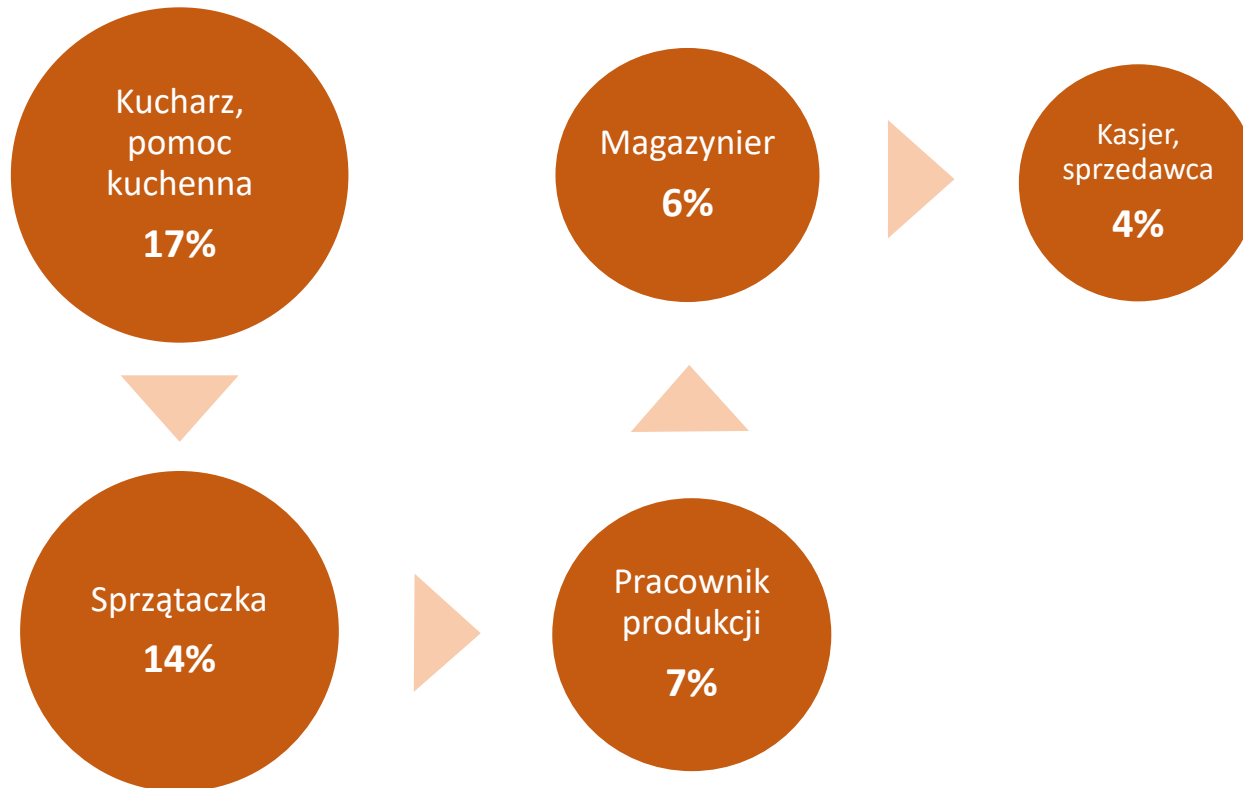 Kucharz,
pomoc
kuchenna
17%
Sprzątaczka
14%
Pracownik
produkcji
7%
Magazynier
6%
Kasjer,
sprzedawca
4%